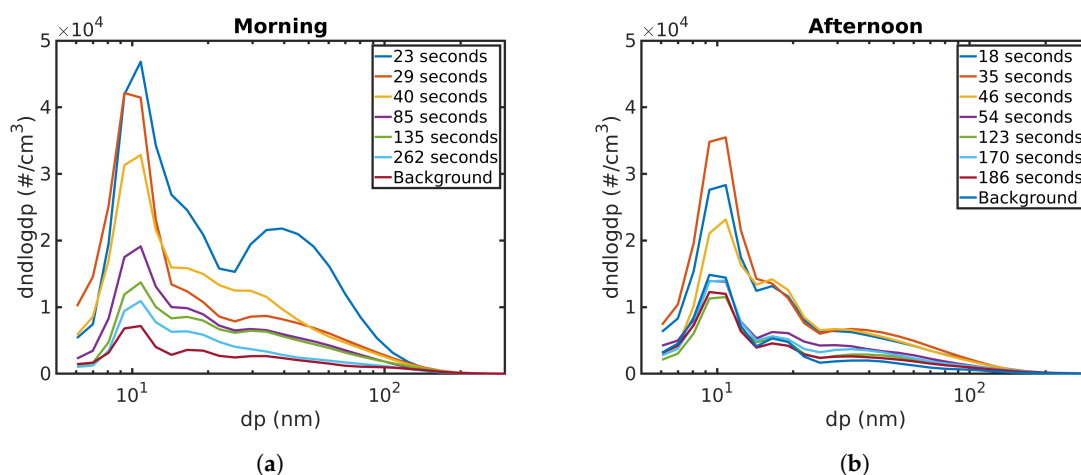 Morning
×10⁴
5
4
3
2
1
0
dndlogdp (#/cm³)
10¹
10²
dp (nm)
23 seconds
29 seconds
40 seconds
85 seconds
135 seconds
262 seconds
Background
(a)
Afternoon
×10⁴
5
4
3
2
1
0
dndlogdp (#/cm³)
10¹
10²
dp (nm)
18 seconds
35 seconds
46 seconds
54 seconds
123 seconds
170 seconds
186 seconds
Background
(b)